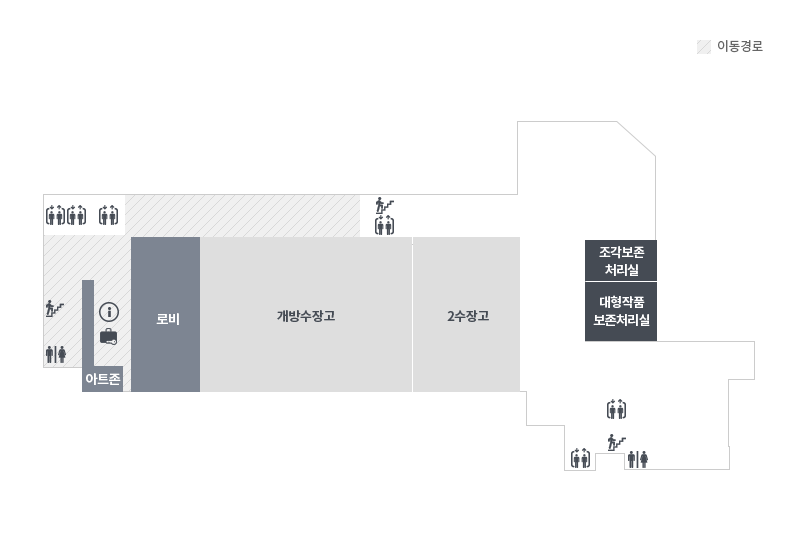 이동경로
조각보존
처리실
로비
개방수장고
2수장고
대형작품
보존처리실
아트존